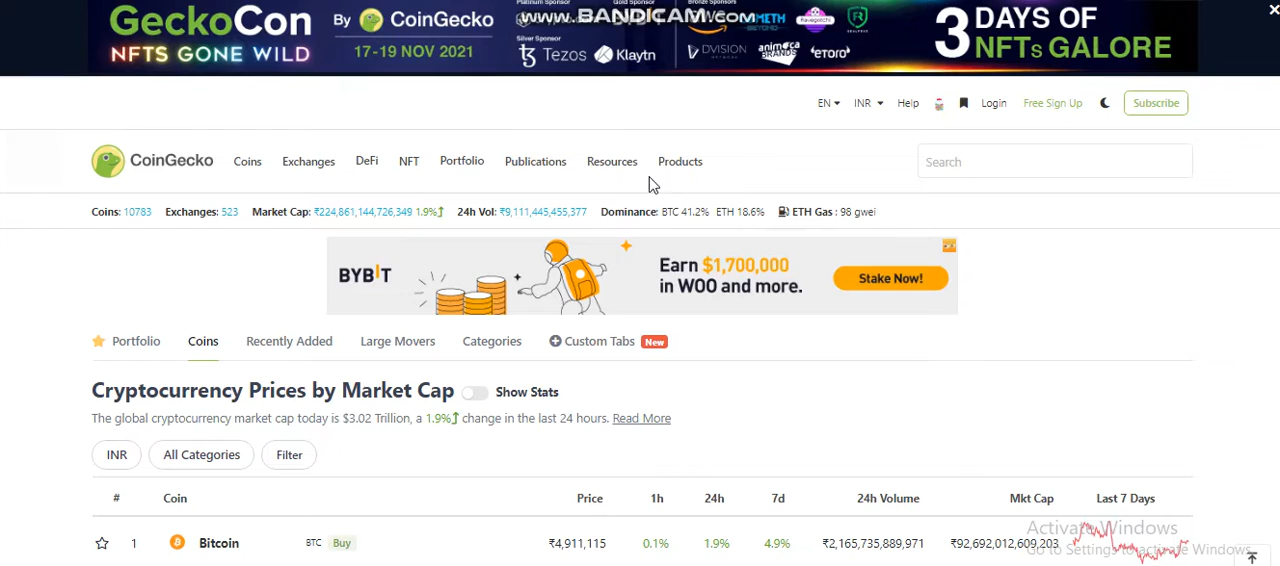 GeckoCon By CoinGecko
NFTS GONE WILD 17-19 NOV 2021
Platinum Sponsor
Silver Sponsor
Tezos Klaytn
www.BANDICAM.com
DVISION NETWORK animoca BRANDS eToro
3 DAYS OF
NFTs GALORE
EN INR Help Login Free Sign Up Subscribe
CoinGecko Coins Exchanges DeFi NFT Portfolio Publications Resources Products Search
Coins: 10783 Exchanges: 523 Market Cap: ₹224,861,144,726,349 1.9% 24h Vol: ₹9,111,445,455,377 Dominance: BTC 41.2% ETH 18.6% ETH Gas : 98 gwei
BYBIT
Earn $1,700,000
in WOO and more.
Stake Now!
Portfolio Coins Recently Added Large Movers Categories Custom Tabs New
Cryptocurrency Prices by Market Cap Show Stats
The global cryptocurrency market cap today is $3.02 Trillion, a 1.9% change in the last 24 hours. Read More
INR All Categories Filter
# Coin Price 1h 24h 7d 24h Volume Mkt Cap Last 7 Days
1 Bitcoin BTC Buy ₹4,911,115 0.1% 1.9% 4.9% ₹2,165,735,889,971 ₹92,692,012,609,203
Activate Windows
Go to Settings to activate Windows.